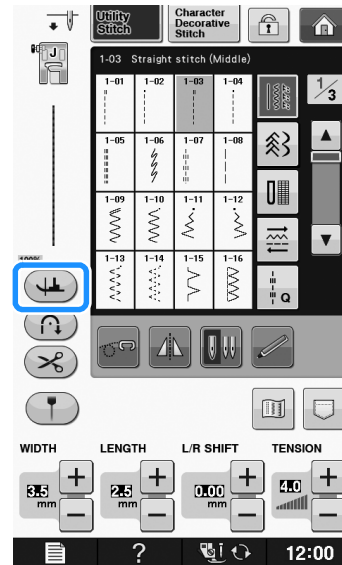 Utility
Stitch
Character
Decorative
Stitch
J
1-03 Straight stitch (Middle)
1/3
1-01 1-02 1-03 1-04
1-05 1-06 1-07 1-08
1-09 1-10 1-11 1-12
1-13 1-14 1-15 1-16
Q
WIDTH LENGTH L/R SHIFT TENSION
3.5 mm + − 2.5 mm + − 0.00 mm + − 4.0 + −
? 12:00